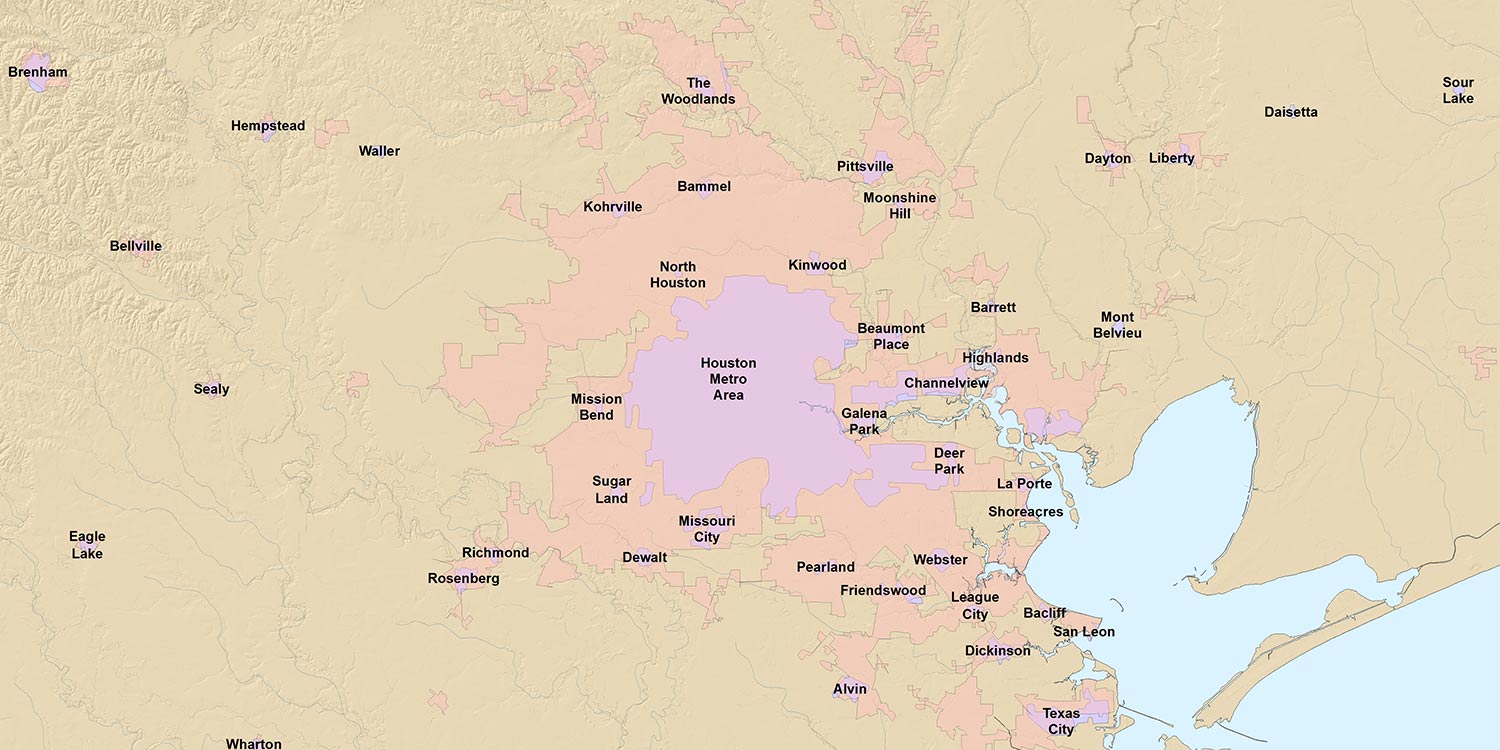 Brenham
The
Woodlands
Sour
Lake
Daisetta
Hempstead
Waller
Dayton
Liberty
Pittsville
Bammel
Moonshine
Hill
Kohrville
Bellville
North
Houston
Kinwood
Barrett
Mont
Belvieu
Beaumont
Place
Highlands
Houston
Metro
Area
Channelview
Sealy
Mission
Bend
Galena
Park
Deer
Park
La Porte
Sugar
Land
Shoreacres
Missouri
City
Eagle
Lake
Richmond
Dewalt
Webster
Pearland
Rosenberg
Friendswood
League
City
Bacliff
San Leon
Dickinson
Alvin
Texas
City
Wharton